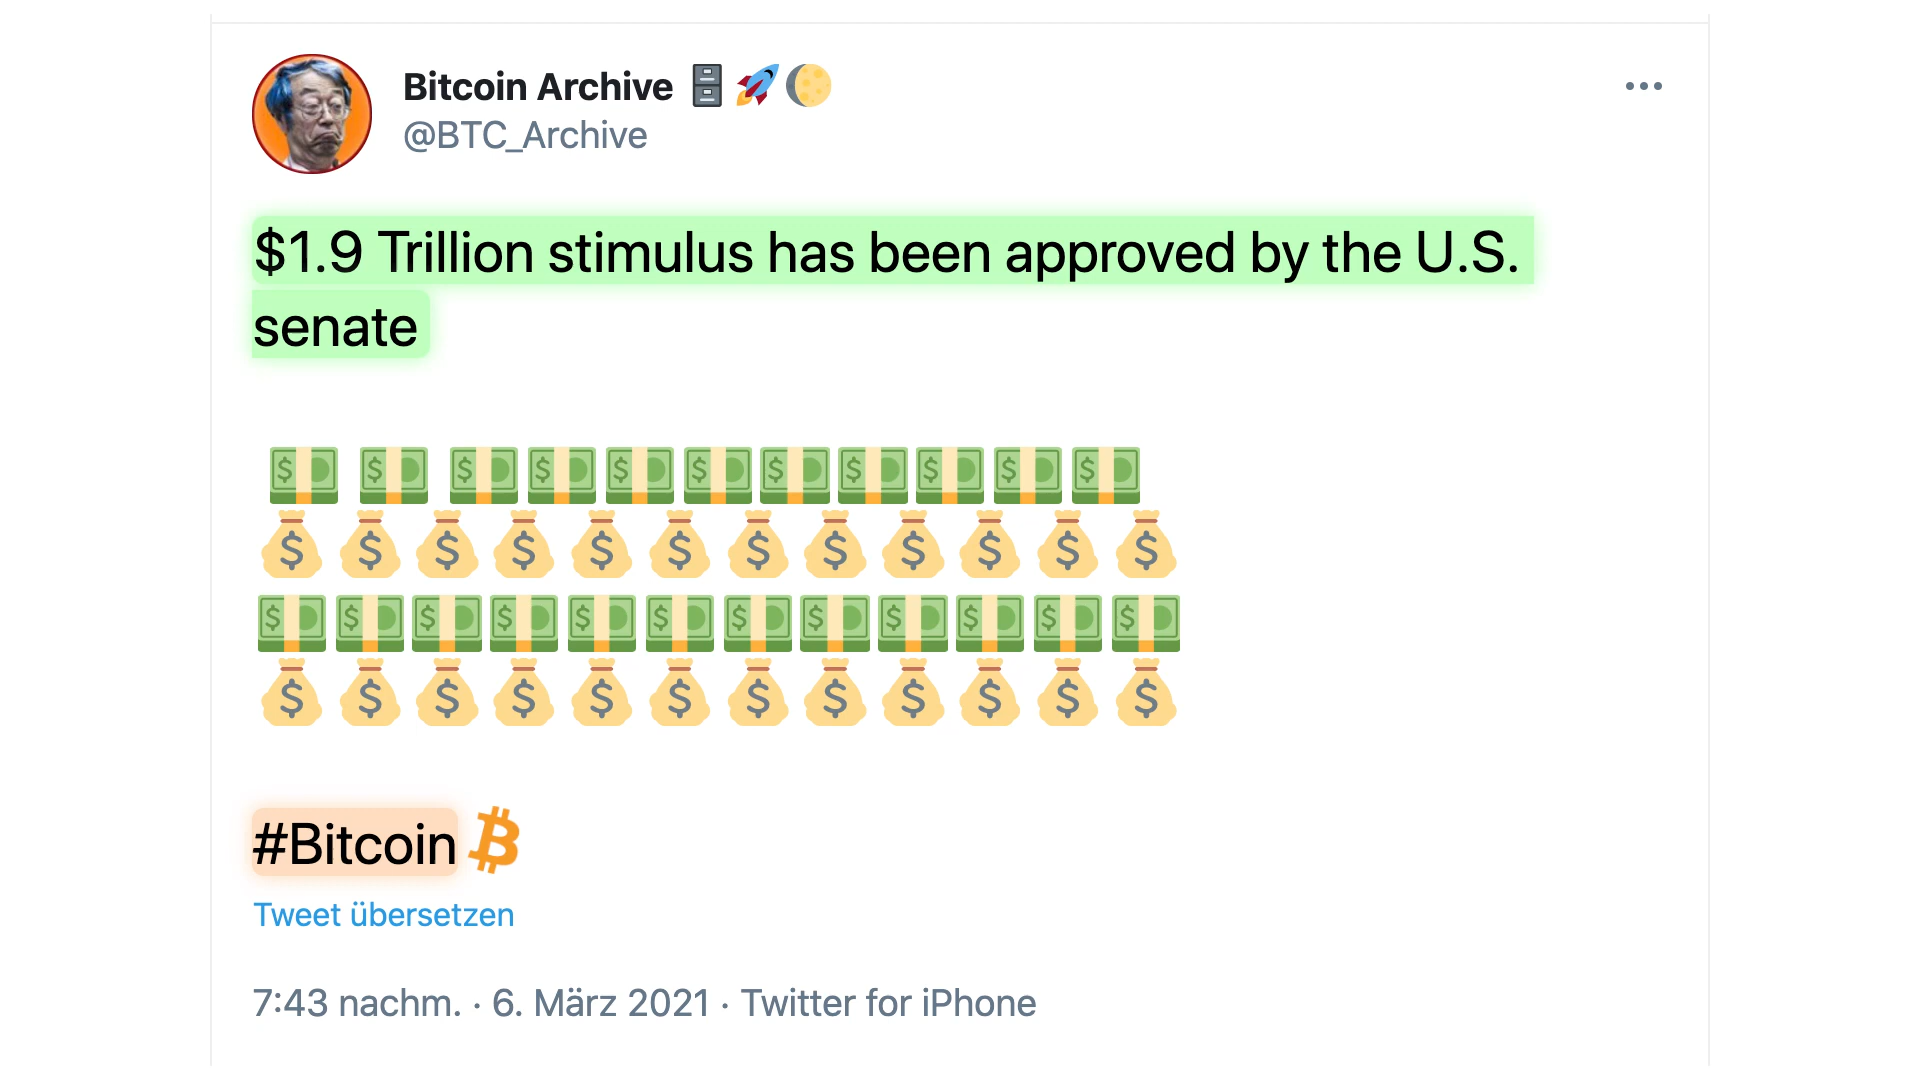 Bitcoin Archive 🗄️🚀🌔
@BTC_Archive
$1.9 Trillion stimulus has been approved by the U.S.
senate
💵 💵 💵💵💵💵💵💵💵💵💵
💰💰💰💰💰💰💰💰💰💰💰💰
💵💵💵💵💵💵💵💵💵💵💵💵
💰💰💰💰💰💰💰💰💰💰💰💰
#Bitcoin
Tweet übersetzen
7:43 nachm. · 6. März 2021 · Twitter for iPhone